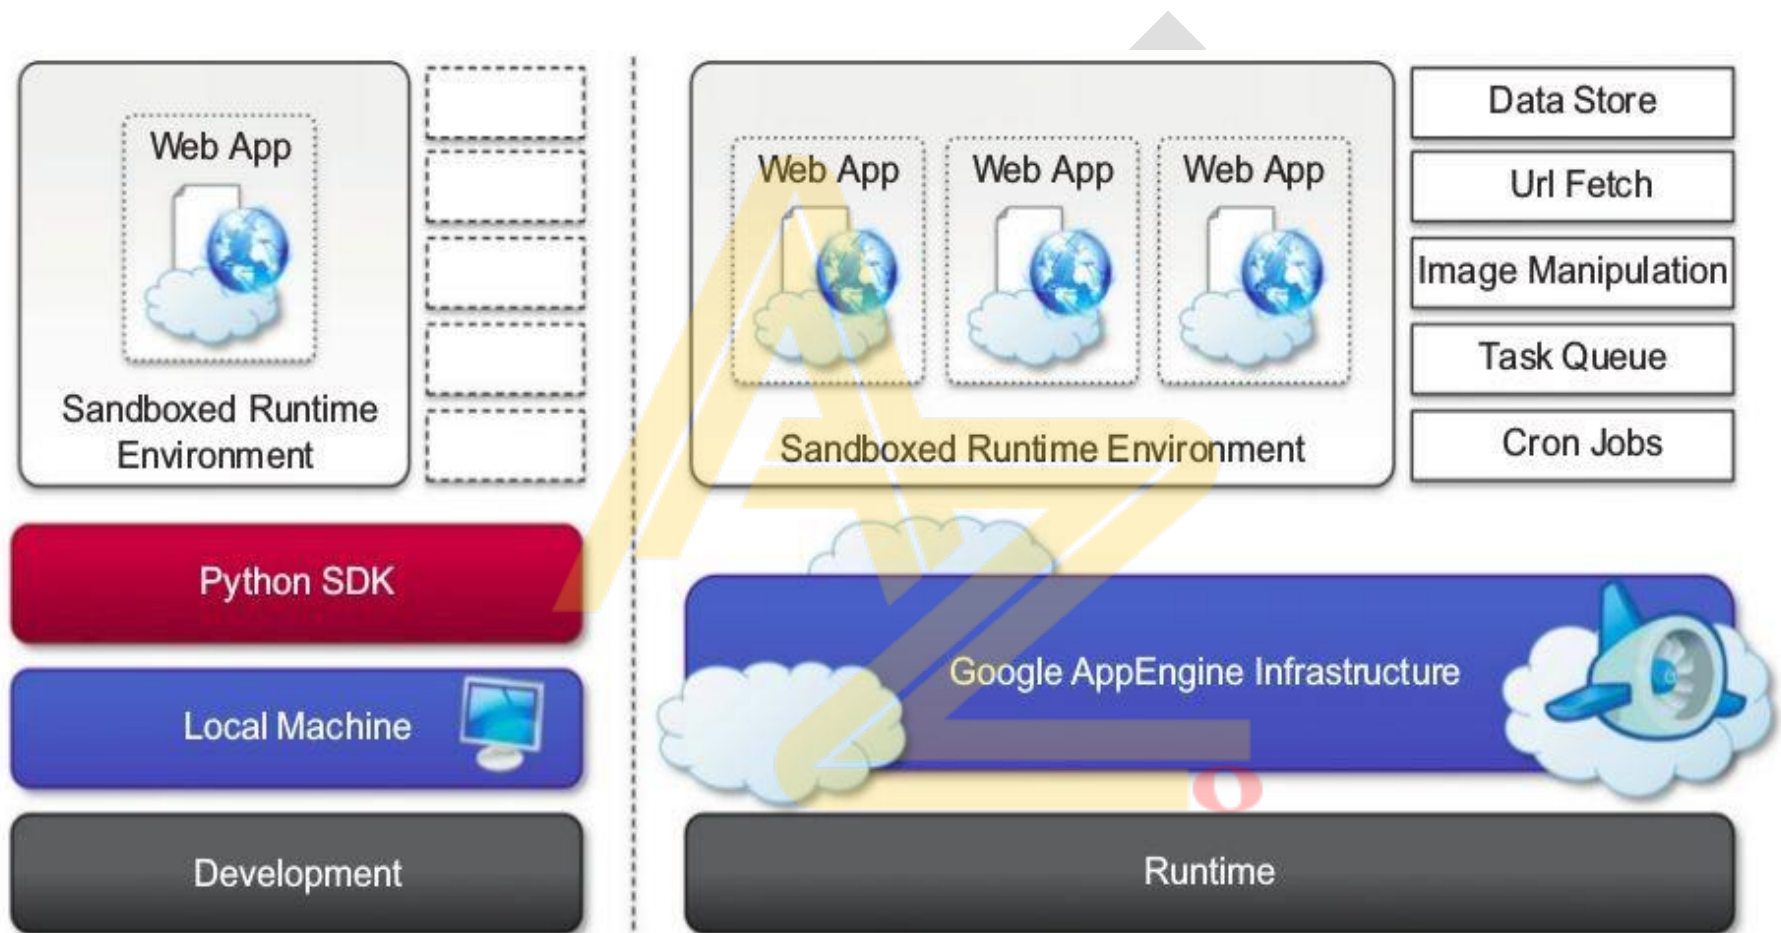 Web App
Sandboxed Runtime
Environment
Python SDK
Local Machine
Development
Web App
Web App
Web App
Sandboxed Runtime Environment
Data Store
Url Fetch
Image Manipulation
Task Queue
Cron Jobs
Google AppEngine Infrastructure
Runtime